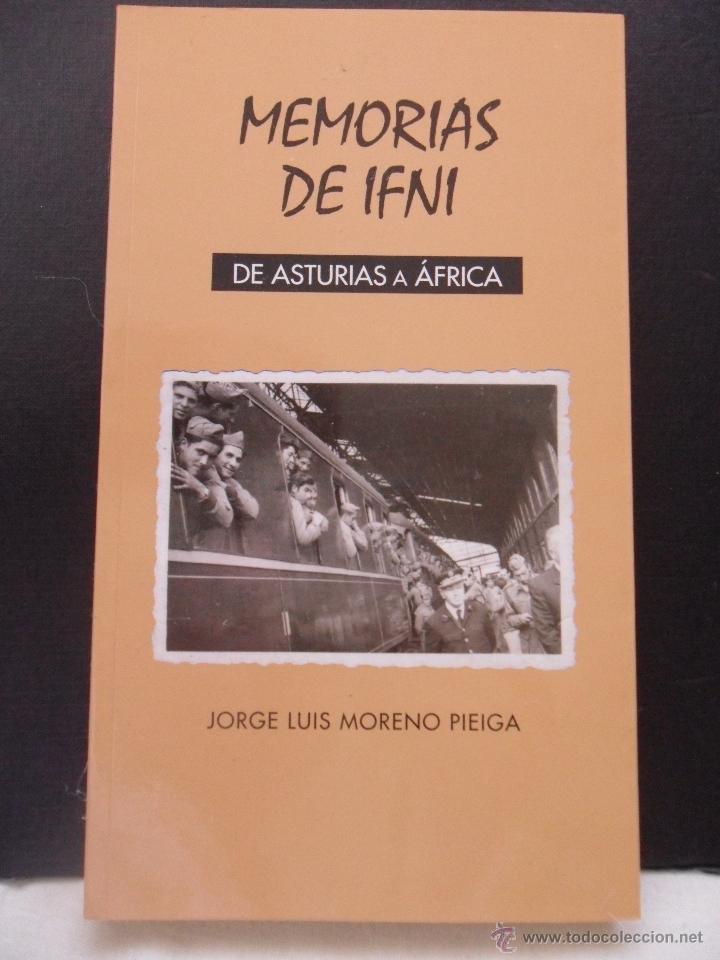 MEMORIAS
DE IFNI
DE ASTURIAS A ÁFRICA
JORGE LUIS MORENO PIEIGA
© www.todocoleccion.net